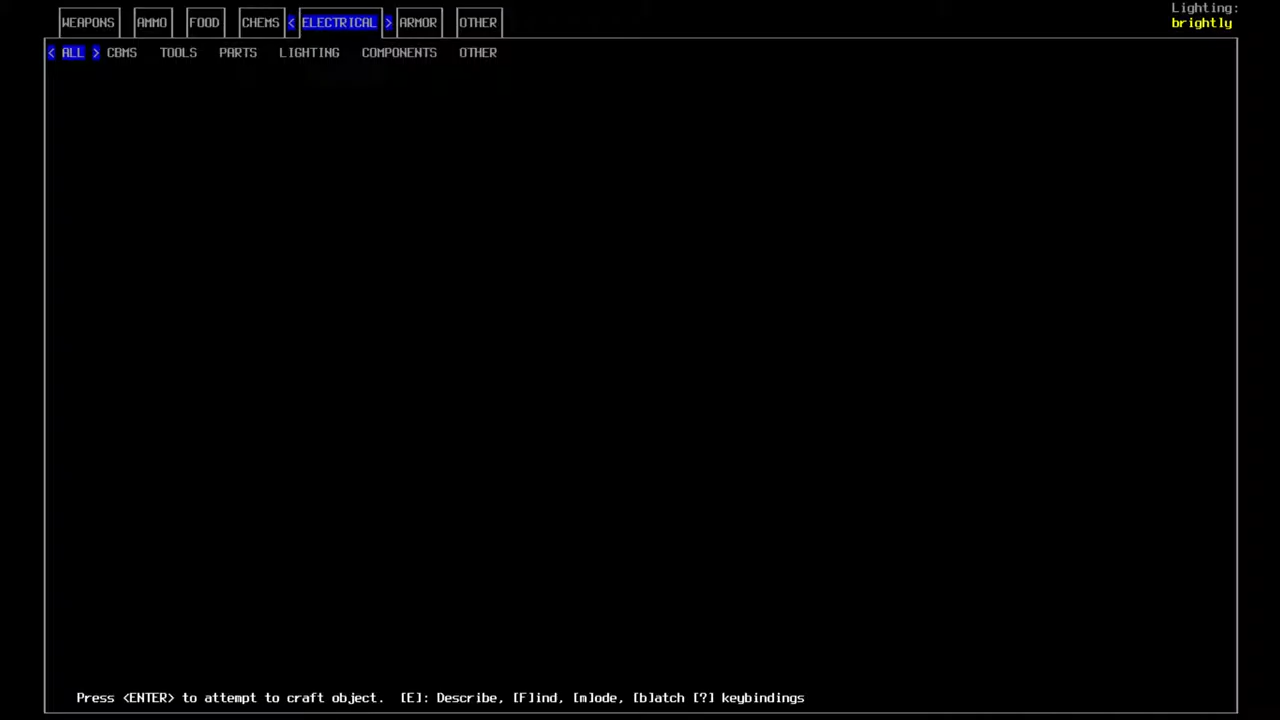 Lighting:
WEAPONS AMMO FOOD CHEMS < ELECTRICAL > ARMOR OTHER brightly
< ALL > CBMS TOOLS PARTS LIGHTING COMPONENTS OTHER
Press <ENTER> to attempt to craft object. [E]: Describe, [F]ind, [m]ode, [b]atch [?] keybindings